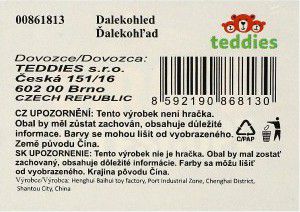 00861813 Dalekohled
Ďalekohľad
teddies
Dovozce/Dovozca:
TEDDIES s.r.o.
Česká 151/16
602 00 Brno
CZECH REPUBLIC
8 592190 868130
CZ UPOZORNĚNÍ: Tento výrobek není hračka.
Obal by měl zůstat zachován, obsahuje důležité
informace. Barvy se mohou lišit od vyobrazeného.
Země původu Čína.
C/PAP
SK UPOZORNENIE: Tento výrobek nie je hračka. Obal by mal zostať
zachovaný, obsahuje dôležité informácie. Farby sa môžu líšiť
od vyobrazeného. Krajina pôvodu Čína.
Výrobce/Výrobca: Henghui Baihui toy factory, Port Industrial Zone, Chenghai District,
Shantou City, China